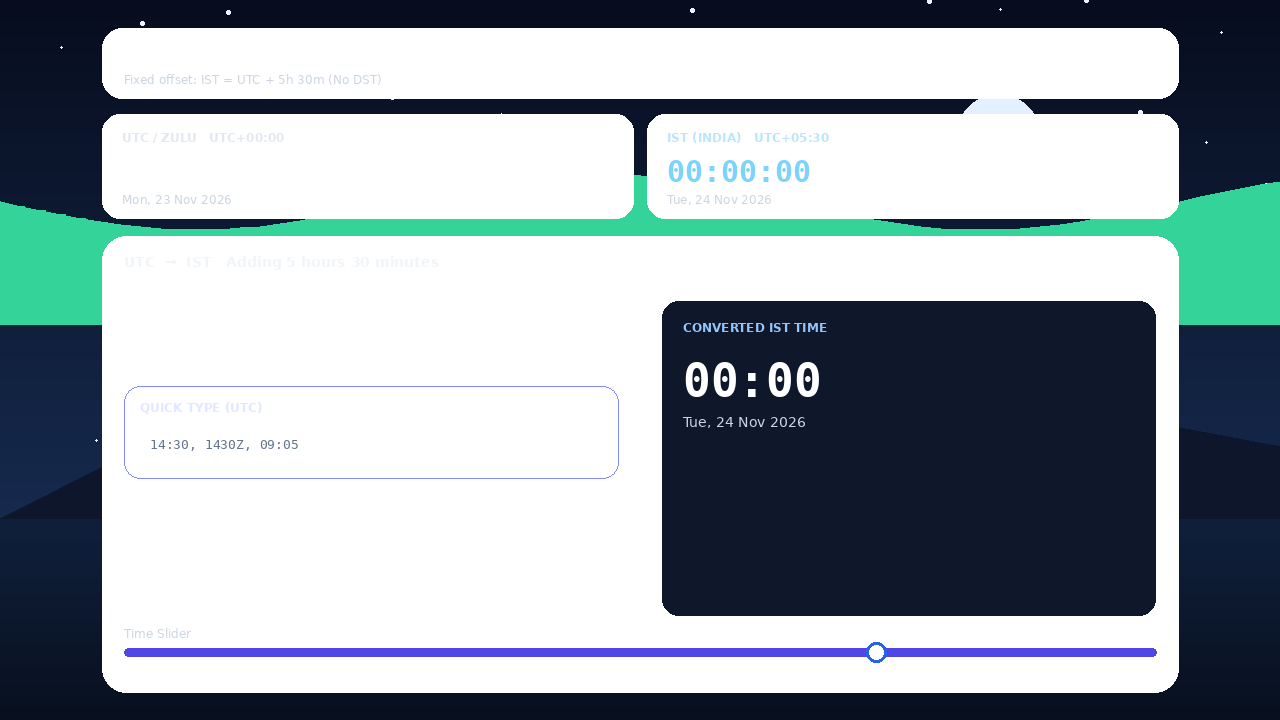 Fixed offset: IST = UTC + 5h 30m (No DST)
UTC / ZULU UTC+00:00
Mon, 23 Nov 2026
IST (INDIA) UTC+05:30
00:00:00
Tue, 24 Nov 2026
UTC → IST Adding 5 hours 30 minutes
QUICK TYPE (UTC)
14:30, 1430Z, 09:05
CONVERTED IST TIME
00:00
Tue, 24 Nov 2026
Time Slider